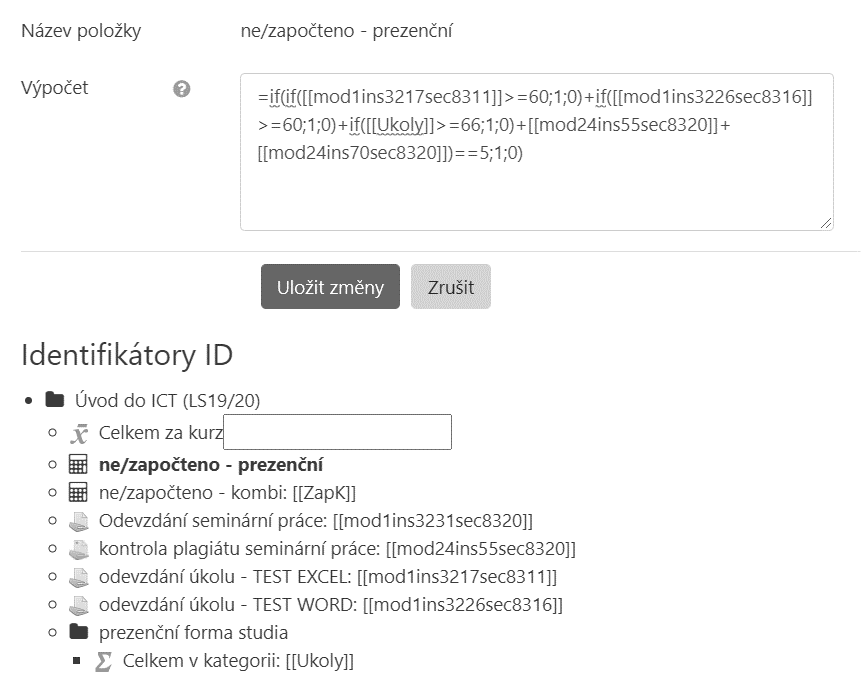 Název položky ne/započteno - prezenční
Výpočet
=if(if([[mod1ins3217sec8311]]>=60;1;0)+if([[mod1ins3226sec8316]]
>=60;1;0)+if([[Ukoly]]>=66;1;0)+[[mod24ins55sec8320]]+
[[mod24ins70sec8320]])==5;1;0)
Uložit změny Zrušit
Identifikátory ID
Úvod do ICT (LS19/20)
Celkem za kurz
ne/započteno - prezenční
ne/započteno - kombi: [[ZapK]]
Odevzdání seminární práce: [[mod1ins3231sec8320]]
kontrola plagiátu seminární práce: [[mod24ins55sec8320]]
odevzdání úkolu - TEST EXCEL: [[mod1ins3217sec8311]]
odevzdání úkolu - TEST WORD: [[mod1ins3226sec8316]]
prezenční forma studia
Celkem v kategorii: [[Ukoly]]